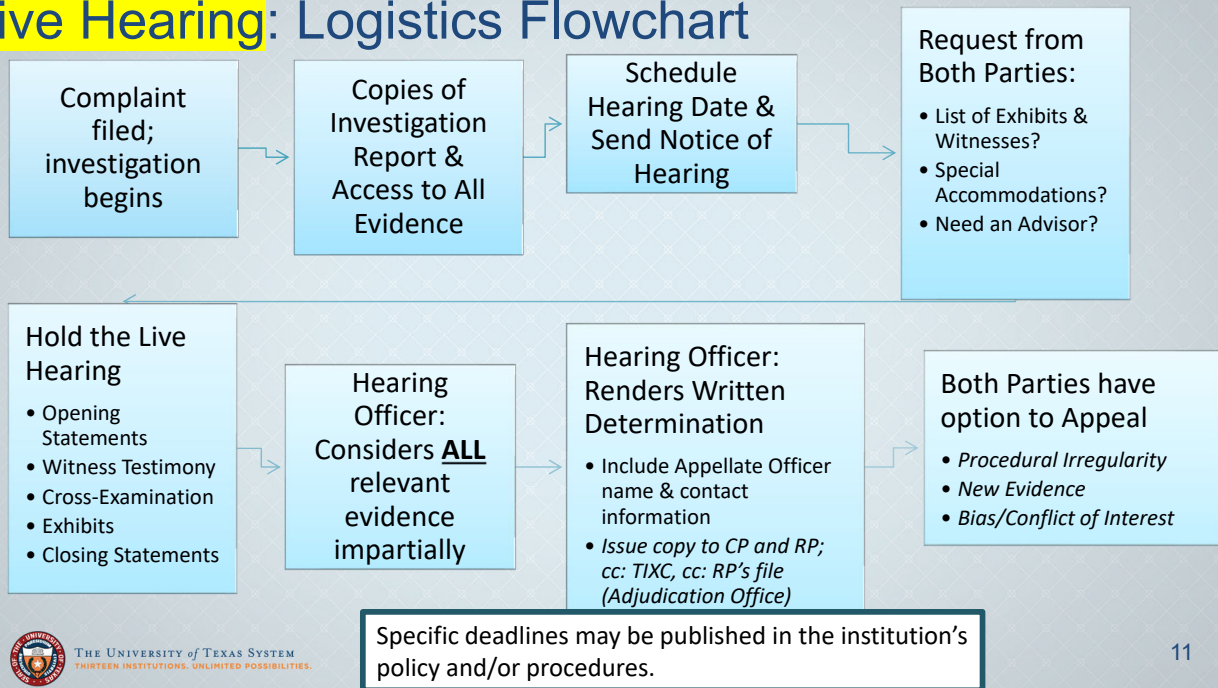 ive Hearing: Logistics Flowchart
Complaint
filed;
investigation
begins
Copies of
Investigation
Report &
Access to All
Evidence
Schedule
Hearing Date &
Send Notice of
Hearing
Request from
Both Parties:
• List of Exhibits &
Witnesses?
• Special
Accommodations?
• Need an Advisor?
Hold the Live
Hearing
• Opening
Statements
• Witness Testimony
• Cross-Examination
• Exhibits
• Closing Statements
Hearing
Officer:
Considers ALL
relevant
evidence
impartially
Hearing Officer:
Renders Written
Determination
• Include Appellate Officer
name & contact
information
• Issue copy to CP and RP;
cc: TIXC, cc: RP’s file
(Adjudication Office)
Both Parties have
option to Appeal
• Procedural Irregularity
• New Evidence
• Bias/Conflict of Interest
Specific deadlines may be published in the institution’s
policy and/or procedures.
THE UNIVERSITY of TEXAS SYSTEM
THIRTEEN INSTITUTIONS. UNLIMITED POSSIBILITIES.
11